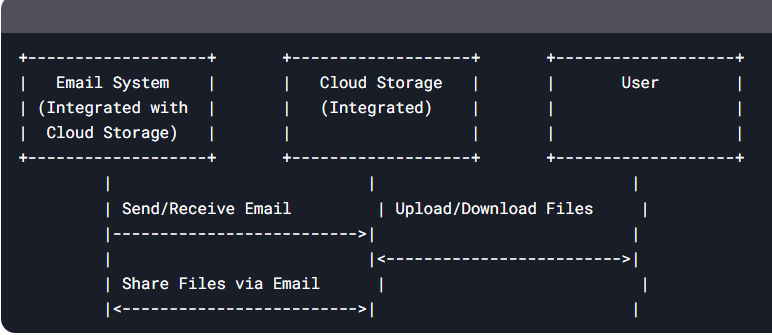 +-------------------+       +-------------------+       +-------------------+
|   Email System    |       |   Cloud Storage   |       |       User        |
| (Integrated with  |       |   (Integrated)    |       |                   |
|  Cloud Storage)   |       |                   |       |                   |
+-------------------+       +-------------------+       +-------------------+
         |                           |                           |
         | Send/Receive Email         | Upload/Download Files     |
         |-------------------------->|                           |
         |                           |<------------------------->|
         | Share Files via Email      |                           |
         |<------------------------->|                           |